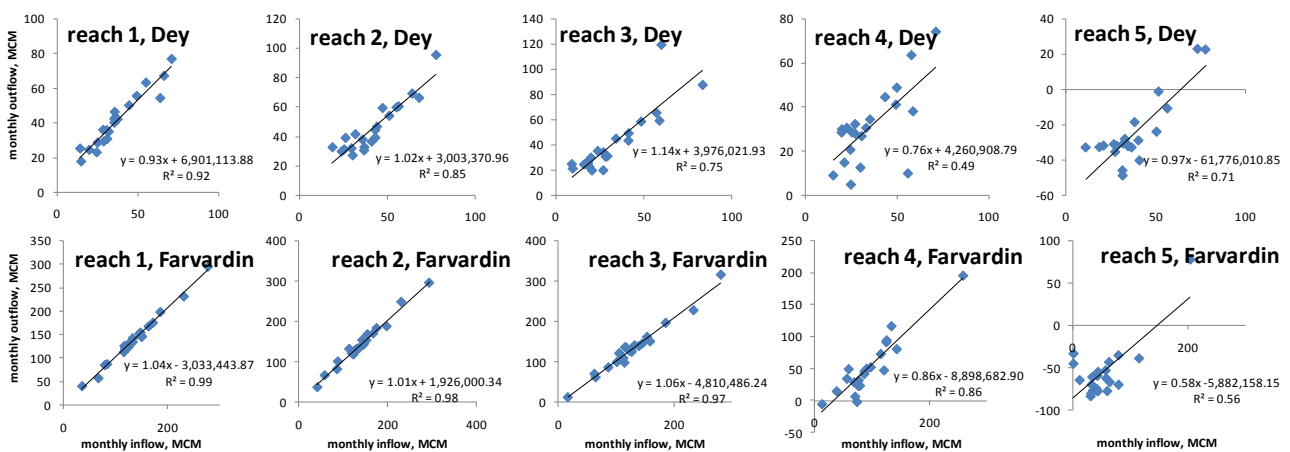 reach 1, Dey
monthly outflow, MCM
100
80
60
40
20
0
y = 0.93x + 6,901,113.88
R² = 0.92
0
50
100
reach 2, Dey
120
100
80
60
40
20
0
y = 1.02x + 3,003,370.96
R² = 0.85
0
50
100
reach 3, Dey
140
120
100
80
60
40
20
0
y = 1.14x + 3,976,021.93
R² = 0.75
0
50
100
reach 4, Dey
80
60
40
20
0
y = 0.76x + 4,260,908.79
R² = 0.49
0
50
100
reach 5, Dey
40
20
0
-20
-40
-60
y = 0.97x - 61,776,010.85
R² = 0.71
0
50
100
reach 1, Farvardin
monthly outflow, MCM
350
300
250
200
150
100
50
0
y = 1.04x - 3,033,443.87
R² = 0.99
0
200
monthly inflow, MCM
reach 2, Farvardin
400
300
200
100
0
y = 1.01x + 1,926,000.34
R² = 0.98
0
200
400
monthly inflow, MCM
reach 3, Farvardin
400
300
200
100
0
y = 1.06x - 4,810,486.24
R² = 0.97
0
200
monthly inflow, MCM
reach 4, Farvardin
250
200
150
100
50
0
-50
y = 0.86x - 8,898,682.90
R² = 0.86
0
200
monthly inflow, MCM
reach 5, Farvardin
100
50
0
-50
-100
0
200
y = 0.58x -5,882,158.15
R² = 0.56
monthly inflow, MCM